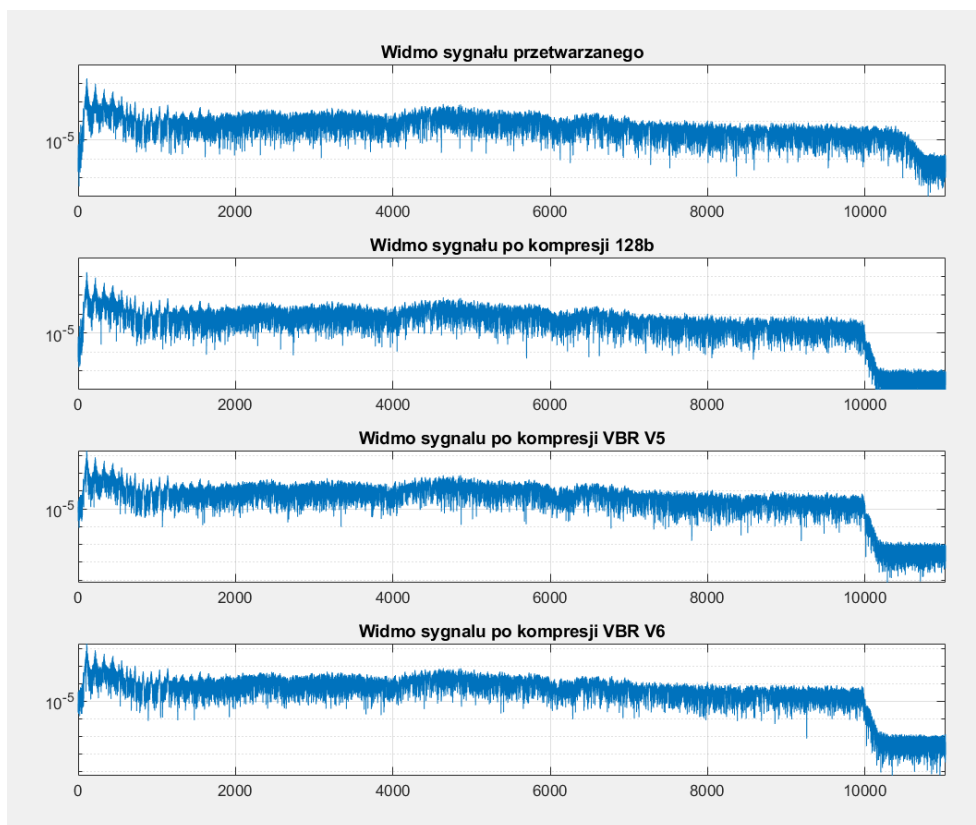 Widmo sygnału przetwarzanego
10-5
0 2000 4000 6000 8000 10000
Widmo sygnału po kompresji 128b
10-5
0 2000 4000 6000 8000 10000
Widmo sygnalu po kompresji VBR V5
10-5
0 2000 4000 6000 8000 10000
Widmo sygnalu po kompresji VBR V6
10-5
0 2000 4000 6000 8000 10000